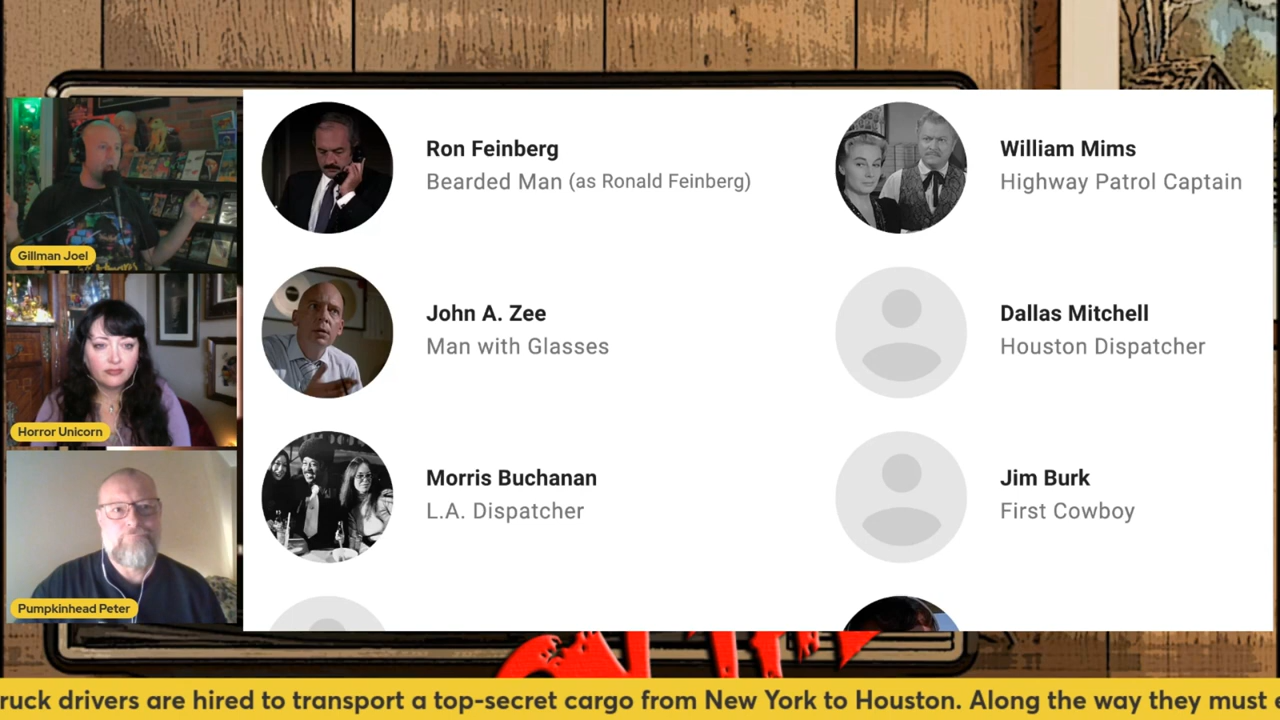 Gillman Joel
Horror Unicorn
Pumpkinhead Peter
Ron Feinberg
Bearded Man (as Ronald Feinberg)
William Mims
Highway Patrol Captain
John A. Zee
Man with Glasses
Dallas Mitchell
Houston Dispatcher
Morris Buchanan
L.A. Dispatcher
Jim Burk
First Cowboy
ruck drivers are hired to transport a top-secret cargo from New York to Houston. Along the way they must